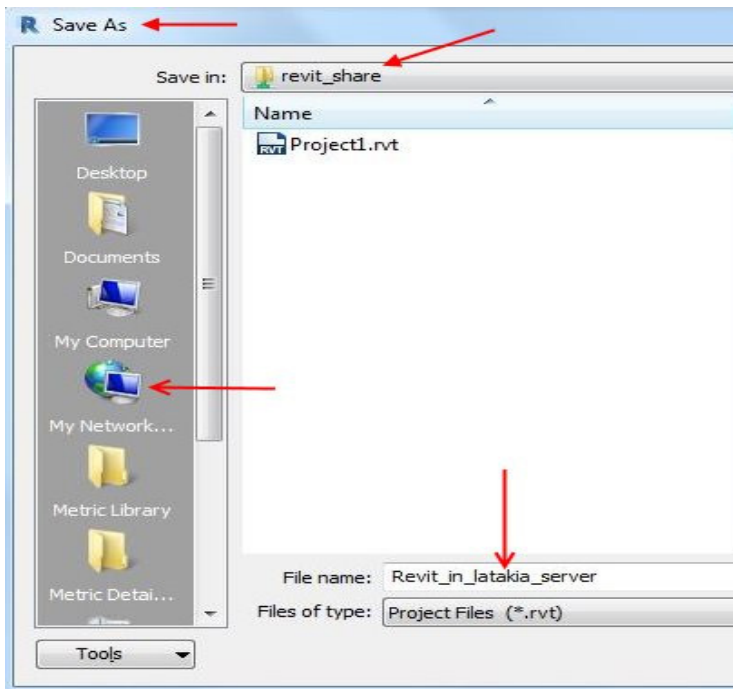 R Save As
Save in: revit_share
Name
RVT Project1.rvt
Desktop
Documents
My Computer
My Network...
Metric Library
Metric Detai...
File name: Revit_in_latakia_server
Files of type: Project Files (*.rvt)
Tools